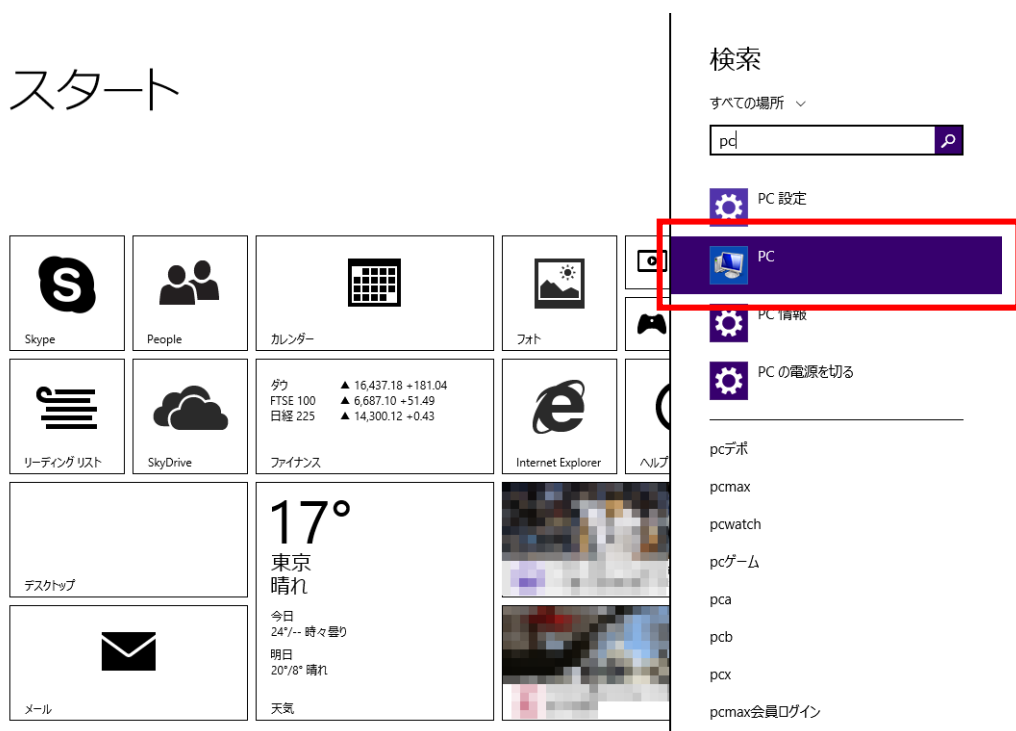 スタート
Skype
People
カレンダー
フォト
リーディング リスト
SkyDrive
ダウ ▲ 16,437.18 +181.04
FTSE 100 ▲ 6,687.10 +51.49
日経 225 ▲ 14,300.12 +0.43
ファイナンス
Internet Explorer
ヘルプ
デスクトップ
17°
東京
晴れ
今日
24°/-- 時々曇り
明日
20°/8° 晴れ
天気
メール
検索
すべての場所
pc
PC 設定
PC
PC 情報
PC の電源を切る
pcデポ
pcmax
pcwatch
pcゲーム
pca
pcb
pcx
pcmax会員ログイン